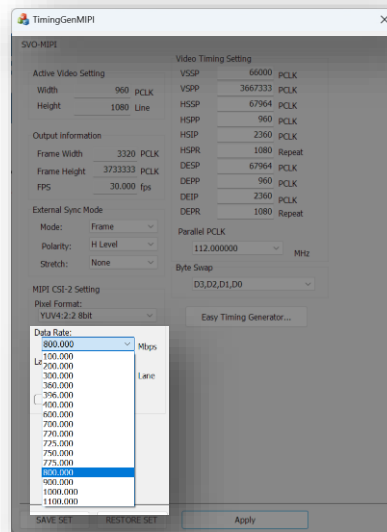 TimingGenMIPI
SVO-MIPI
Active Video Setting
Width 960 PCLK
Height 1080 Line
Output Information
Frame Width 3320 PCLK
Frame Height 3733333 PCLK
FPS 30.000 fps
External Sync Mode
Mode: Frame
Polarity: H Level
Stretch: None
MIPI CSI-2 Setting
Pixel Format:
YUV4:2:2 8bit
Data Rate:
800.000 Mbps
La
Lane
100.000
200.000
300.000
360.000
396.000
400.000
600.000
700.000
720.000
725.000
750.000
775.000
800.000
900.000
1000.000
1100.000
Video Timing Setting
VSSP 66000 PCLK
VSPP 3667333 PCLK
HSSP 67964 PCLK
HSPP 960 PCLK
HSIP 2360 PCLK
HSPR 1080 Repeat
DESP 67964 PCLK
DEPP 960 PCLK
DEIP 2360 PCLK
DEPR 1080 Repeat
Parallel PCLK
112.000000 MHz
Byte Swap
D3,D2,D1,D0
Easy Timing Generator...
SAVE SET RESTORE SET Apply